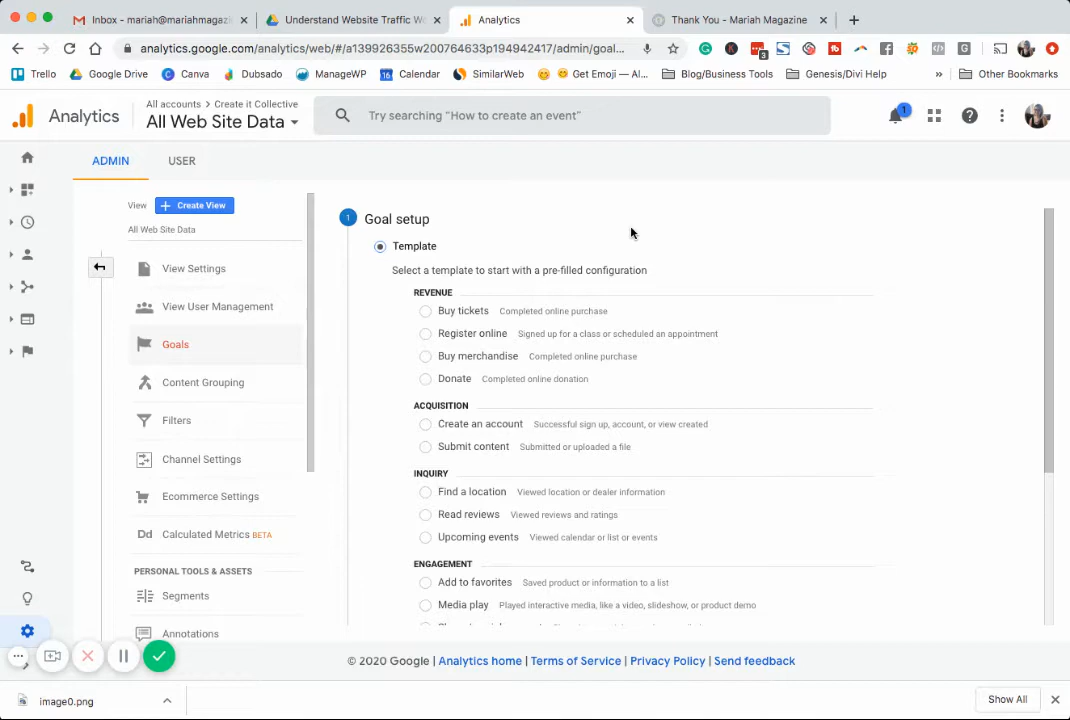 Inbox - mariah@mariahmagazi
Understand Website Traffic W
Analytics
Thank You - Mariah Magazine
analytics.google.com/analytics/web/#/a139926355w200764633p194942417/admin/goal...
3
Trello
Google Drive
Canva
Dubsado
ManageWP
16
Calendar
SimilarWeb
Get Emoji — Al...
Blog/Business Tools
Genesis/Divi Help
»
Other Bookmarks
Analytics
All accounts > Create it Collective
All Web Site Data
Try searching "How to create an event"
1
ADMIN
USER
View
+ Create View
All Web Site Data
View Settings
View User Management
Goals
Content Grouping
Filters
Channel Settings
Ecommerce Settings
Dd Calculated Metrics BETA
PERSONAL TOOLS & ASSETS
Segments
Annotations
1 Goal setup
Template
Select a template to start with a pre-filled configuration
REVENUE
Buy tickets Completed online purchase
Register online Signed up for a class or scheduled an appointment
Buy merchandise Completed online purchase
Donate Completed online donation
ACQUISITION
Create an account Successful sign up, account, or view created
Submit content Submitted or uploaded a file
INQUIRY
Find a location Viewed location or dealer information
Read reviews Viewed reviews and ratings
Upcoming events Viewed calendar or list or events
ENGAGEMENT
Add to favorites Saved product or information to a list
Media play Played interactive media, like a video, slideshow, or product demo
© 2020 Google | Analytics home | Terms of Service | Privacy Policy | Send feedback
image0.png
Show All